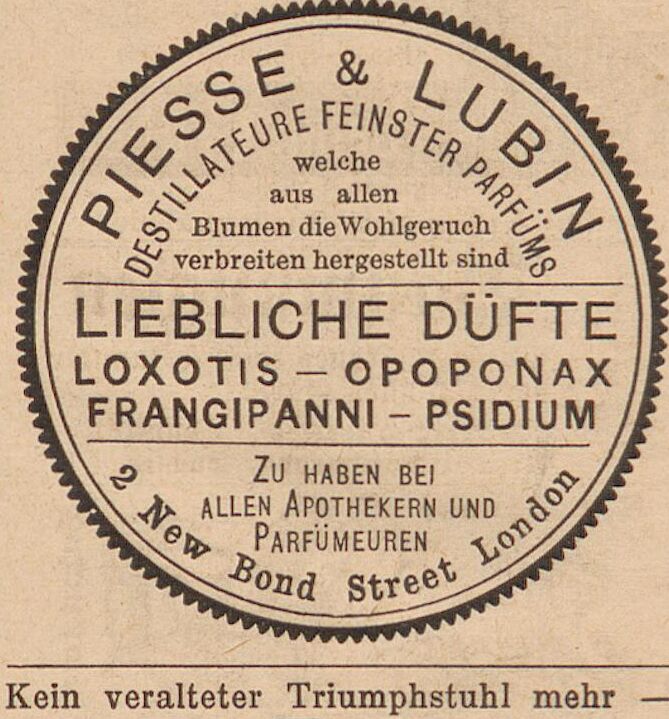 PIESSE & LUBIN
DESTILLATEURE FEINSTER PARFÜMS
welche
aus allen
Blumen die Wohlgeruch
verbreiten hergestellt sind
LIEBLICHE DÜFTE
LOXOTIS — OPOPONAX
FRANGIPANNI — PSIDIUM
ZU HABEN BEI
ALLEN APOTHEKERN UND
PARFÜMEUREN
2 New Bond Street London
Kein veralteter Triumphstuhl mehr —